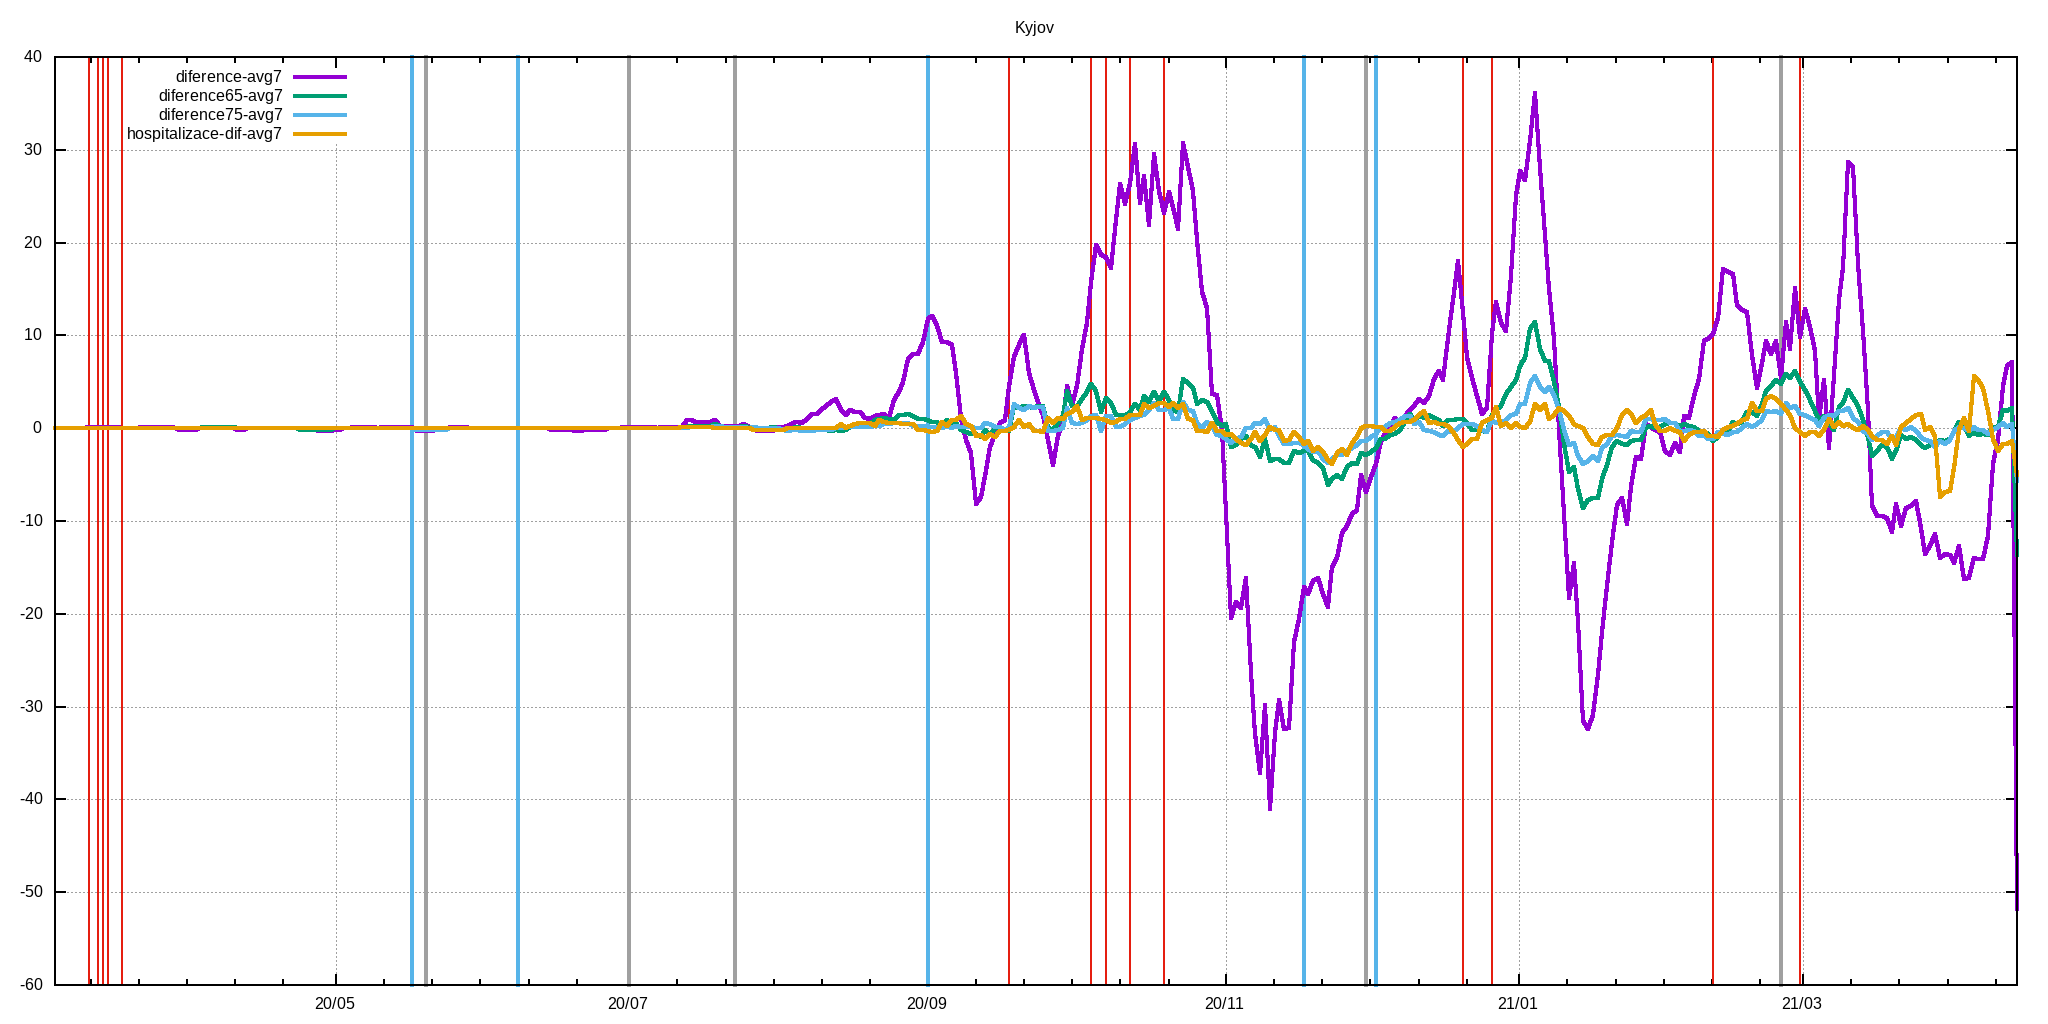 Kyjov
diference-avg7
diference65-avg7
diference75-avg7
hospitalizace-dif-avg7
40
30
20
10
0
-10
-20
-30
-40
-50
-60
20/05 20/07 20/09 20/11 21/01 21/03